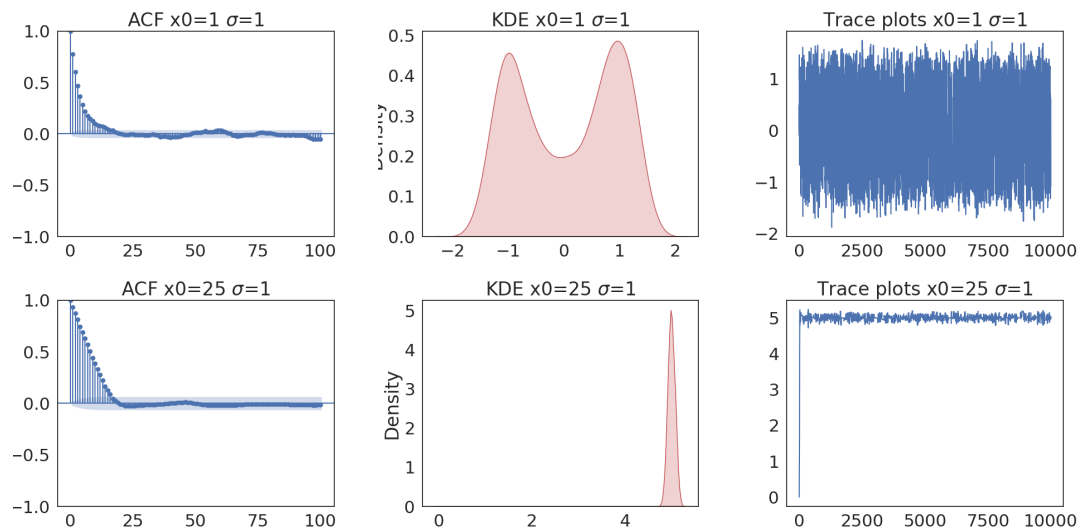 ACF x0=1 σ=1
1.0
0.5
0.0
−0.5
−1.0
0 25 50 75 100
KDE x0=1 σ=1
Density
0.5
0.4
0.3
0.2
0.1
0.0
−2 −1 0 1 2
Trace plots x0=1 σ=1
1
0
−1
−2
0 2500 5000 7500 10000
ACF x0=25 σ=1
1.0
0.5
0.0
−0.5
−1.0
0 25 50 75 100
KDE x0=25 σ=1
Density
5
4
3
2
1
0
0 2 4
Trace plots x0=25 σ=1
5
4
3
2
1
0
0 2500 5000 7500 10000